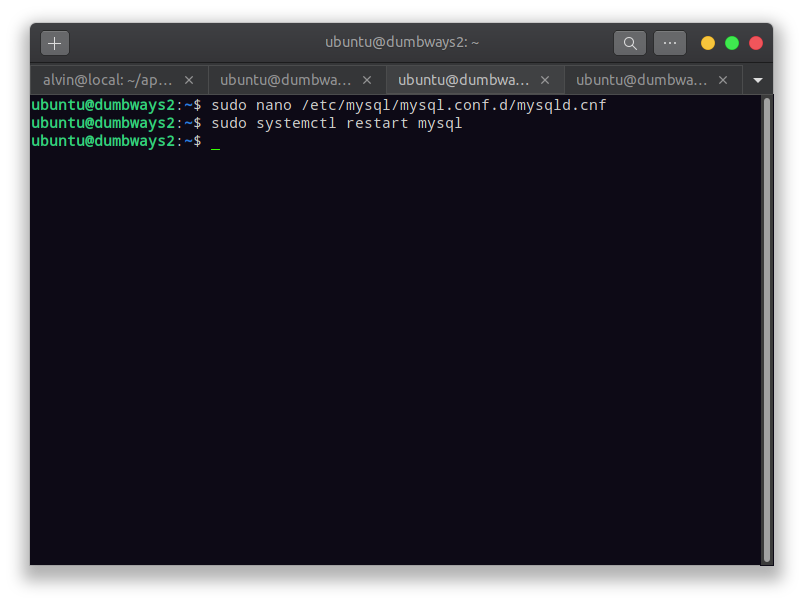 ubuntu@dumbways2: ~
alvin@local: ~/ap... ubuntu@dumbwa... ubuntu@dumbwa... ubuntu@dumbwa...
ubuntu@dumbways2:~$ sudo nano /etc/mysql/mysql.conf.d/mysqld.cnf
ubuntu@dumbways2:~$ sudo systemctl restart mysql
ubuntu@dumbways2:~$ _